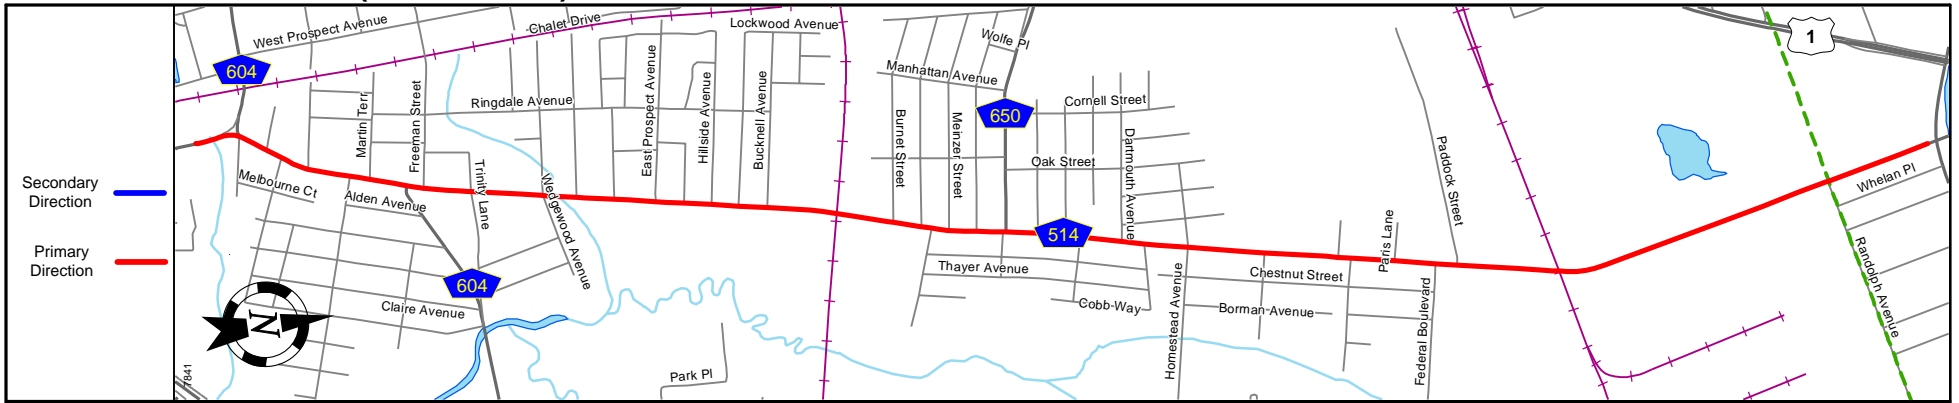 Secondary
Direction
Primary
Direction
West Prospect Avenue
Chalet Drive
Lockwood Avenue
604
Ringdale Avenue
Martin Terr
Freeman Street
East Prospect Avenue
Hillside Avenue
Bucknell Avenue
Wolfe Pl
Manhattan Avenue
650
Cornell Street
Burnet Street
Meinzer Street
Oak Street
Dartmouth Avenue
Paddock Street
1
Melbourne Ct
Alden Avenue
Trinity Lane
Wedgewood Avenue
514
Paris Lane
Whelan Pl
Randolph Avenue
604
Claire Avenue
Thayer Avenue
Cobb Way
Homestead Avenue
Chestnut Street
Borman Avenue
Federal Boulevard
N
7841
Park Pl